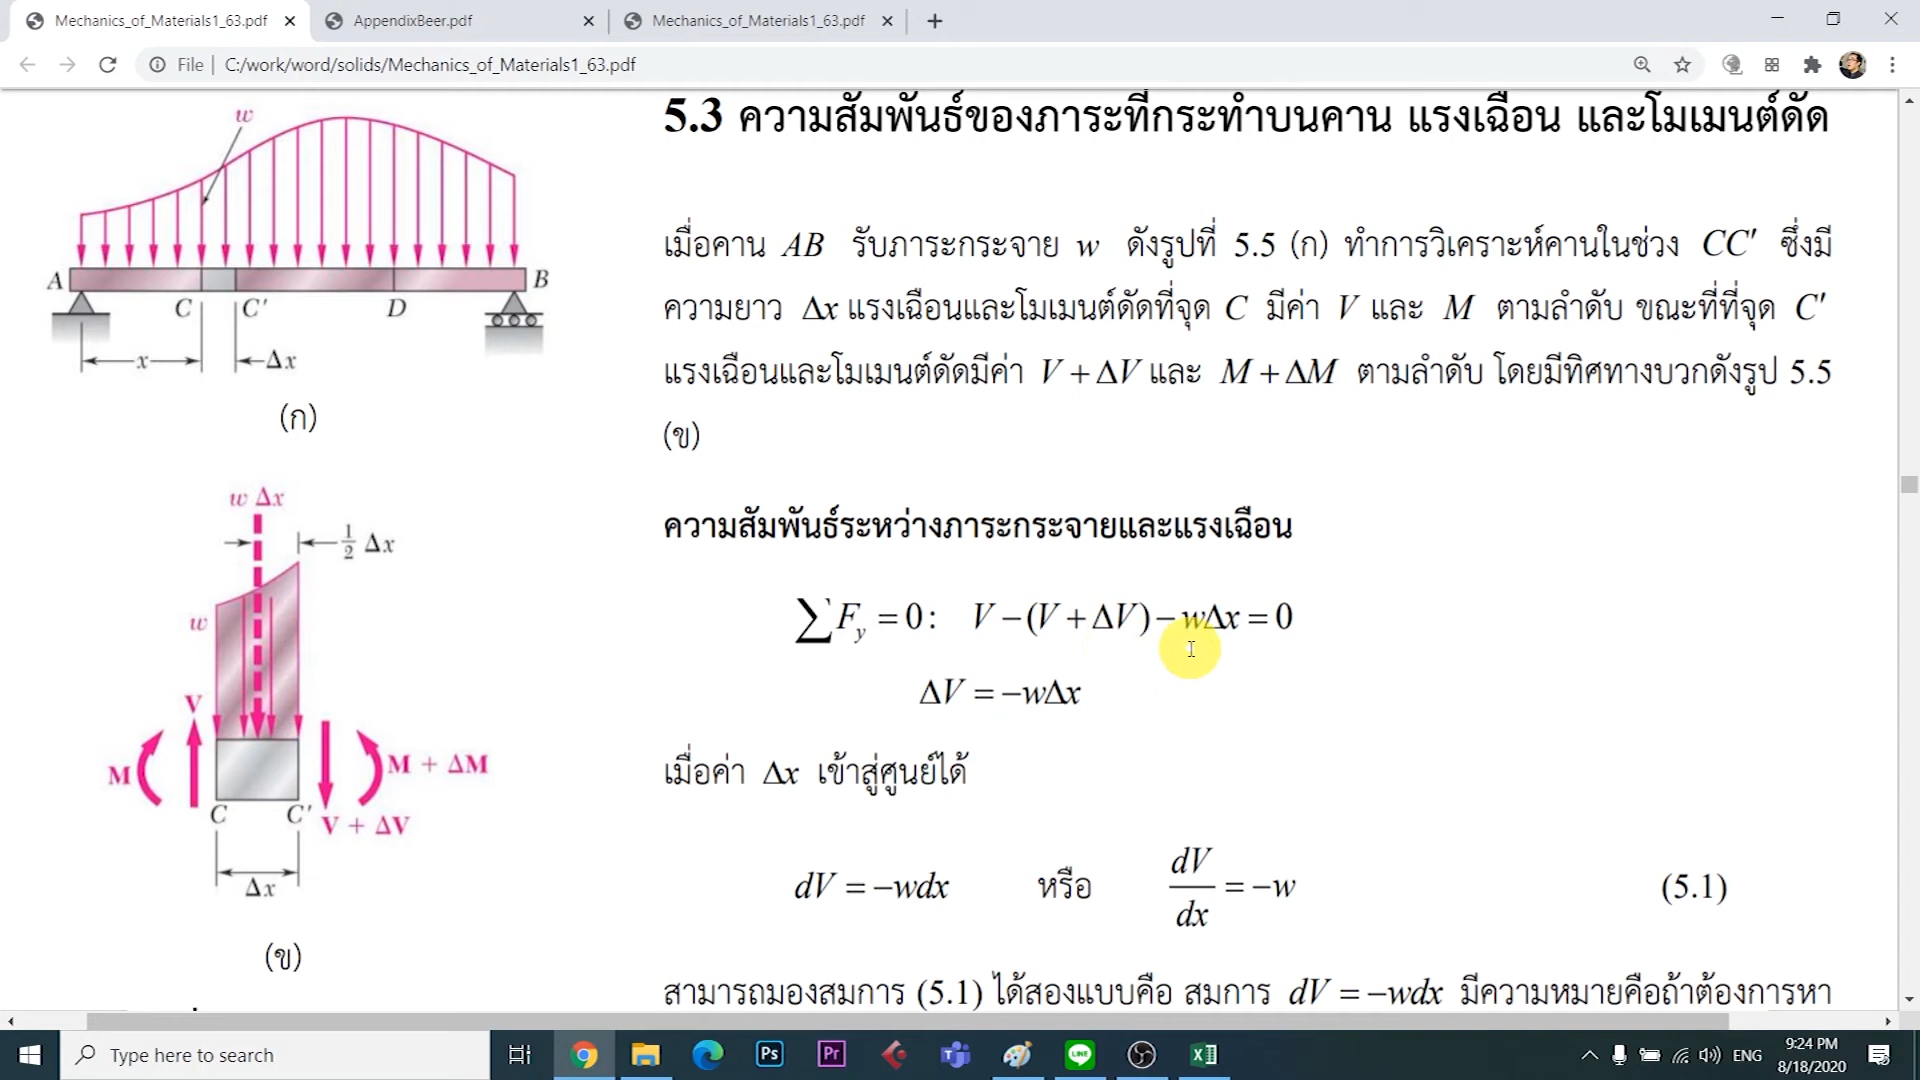 Mechanics_of_Materials1_63.pdf
AppendixBeer.pdf
Mechanics_of_Materials1_63.pdf
File
C:/work/word/solids/Mechanics_of_Materials1_63.pdf
w
A
B
C
C'
D
x
Δx
(ก)
w Δx
1/2 Δx
w
V
M
M + ΔM
C
C'
V + ΔV
Δx
(ข)
5.3 ความสัมพันธ์ของภาระที่กระทำบนคาน แรงเฉือน และโมเมนต์ดัด
เมื่อคาน AB รับภาระกระจาย w ดังรูปที่ 5.5 (ก) ทำการวิเคราะห์คานในช่วง CC' ซึ่งมี
ความยาว Δx แรงเฉือนและโมเมนต์ดัดที่จุด C มีค่า V และ M ตามลำดับ ขณะที่ที่จุด C'
แรงเฉือนและโมเมนต์ดัดมีค่า V + ΔV และ M + ΔM ตามลำดับ โดยมีทิศทางบวกดังรูป 5.5
(ข)
ความสัมพันธ์ระหว่างภาระกระจายและแรงเฉือน
∑F_y = 0: V − (V + ΔV) − wΔx = 0
ΔV = −wΔx
เมื่อค่า Δx เข้าสู่ศูนย์ได้
dV = −wdx หรือ dV/dx = −w (5.1)
สามารถมองสมการ (5.1) ได้สองแบบคือ สมการ dV = −wdx มีความหมายคือถ้าต้องการหา
Type here to search
Ps
Pr
LINE
ENG
9:24 PM
8/18/2020